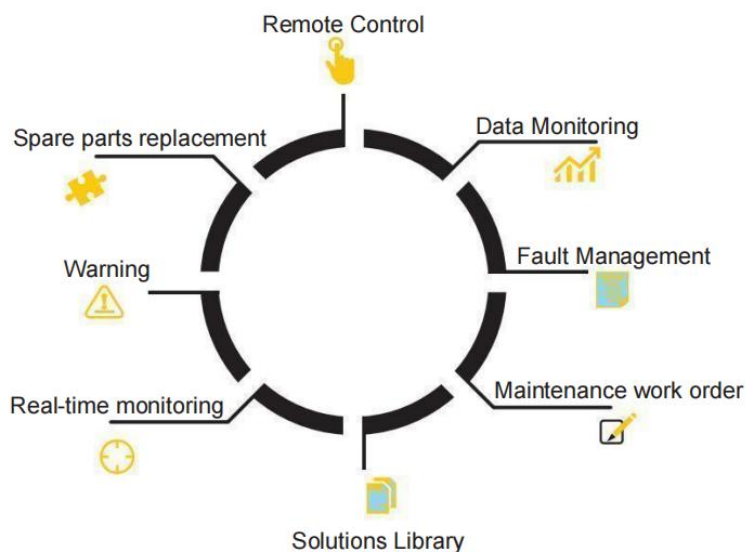 Remote Control
Spare parts replacement
Data Monitoring
Warning
Fault Management
Real-time monitoring
Maintenance work order
Solutions Library